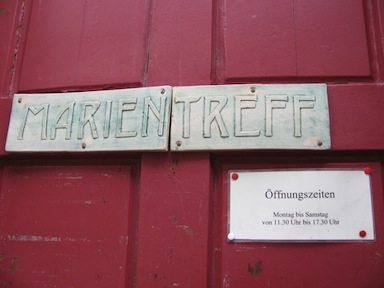 MARIENTREFF
Öffnungszeiten
Montag bis Samstag
von 11.30 Uhr bis 17.30 Uhr